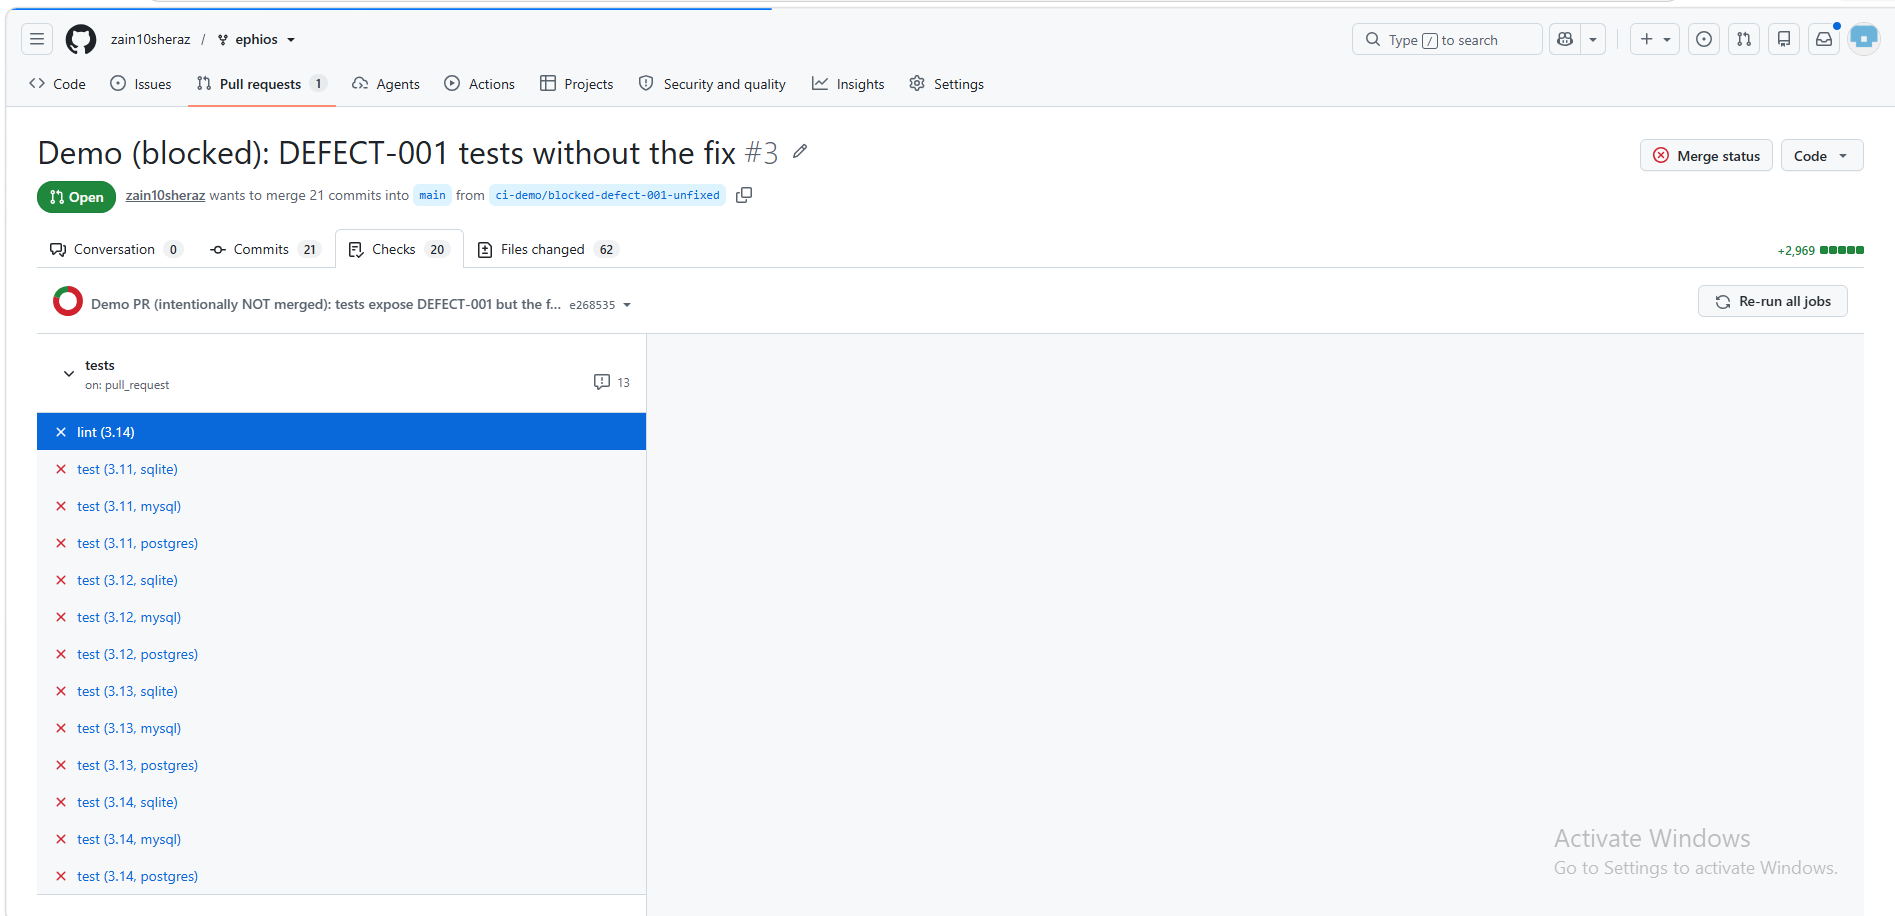 zain10sheraz / ephios
Type / to search
Code
Issues
Pull requests 1
Agents
Actions
Projects
Security and quality
Insights
Settings
Demo (blocked): DEFECT-001 tests without the fix #3
Merge status
Code
Open
zain10sheraz wants to merge 21 commits into main from ci-demo/blocked-defect-001-unfixed
Conversation 0
Commits 21
Checks 20
Files changed 62
+2,969
Demo PR (intentionally NOT merged): tests expose DEFECT-001 but the f... e268535
Re-run all jobs
tests
on: pull_request
13
lint (3.14)
test (3.11, sqlite)
test (3.11, mysql)
test (3.11, postgres)
test (3.12, sqlite)
test (3.12, mysql)
test (3.12, postgres)
test (3.13, sqlite)
test (3.13, mysql)
test (3.13, postgres)
test (3.14, sqlite)
test (3.14, mysql)
test (3.14, postgres)
Activate Windows
Go to Settings to activate Windows.